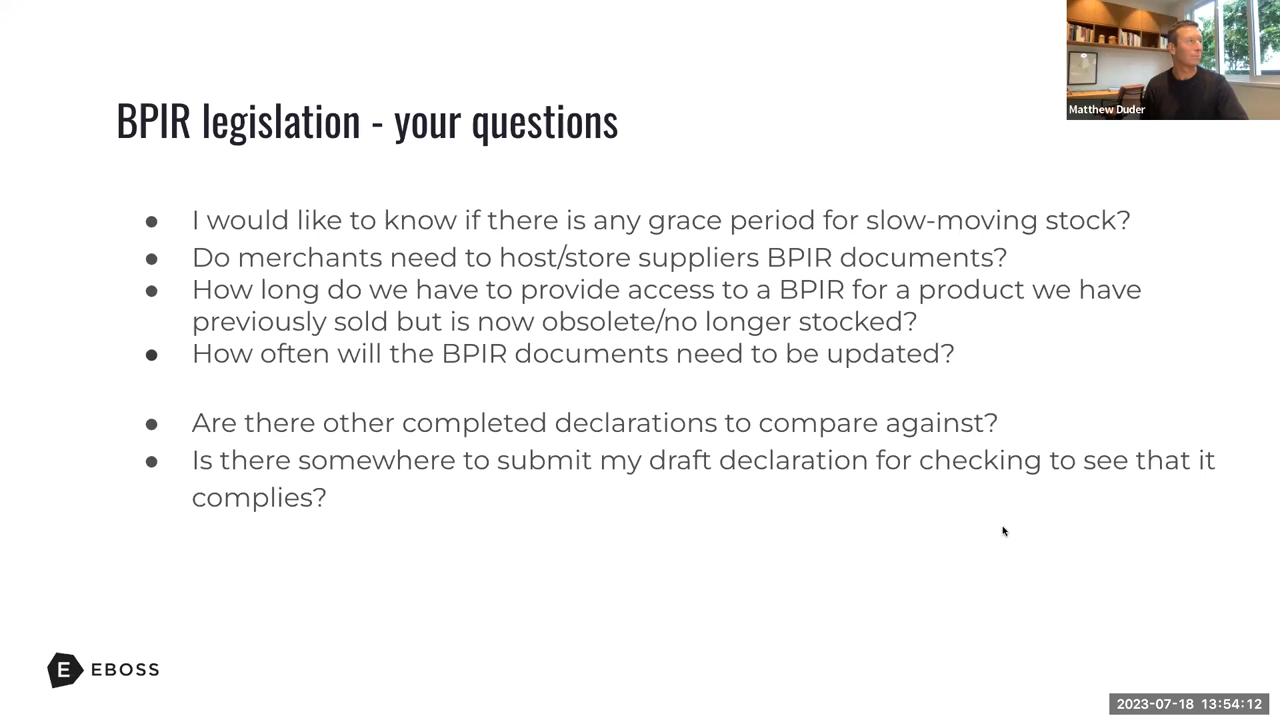 Matthew Duder
BPIR legislation - your questions
● I would like to know if there is any grace period for slow-moving stock?
● Do merchants need to host/store suppliers BPIR documents?
● How long do we have to provide access to a BPIR for a product we have
previously sold but is now obsolete/no longer stocked?
● How often will the BPIR documents need to be updated?
● Are there other completed declarations to compare against?
● Is there somewhere to submit my draft declaration for checking to see that it
complies?
E EBOSS
2023-07-18 13:54:12